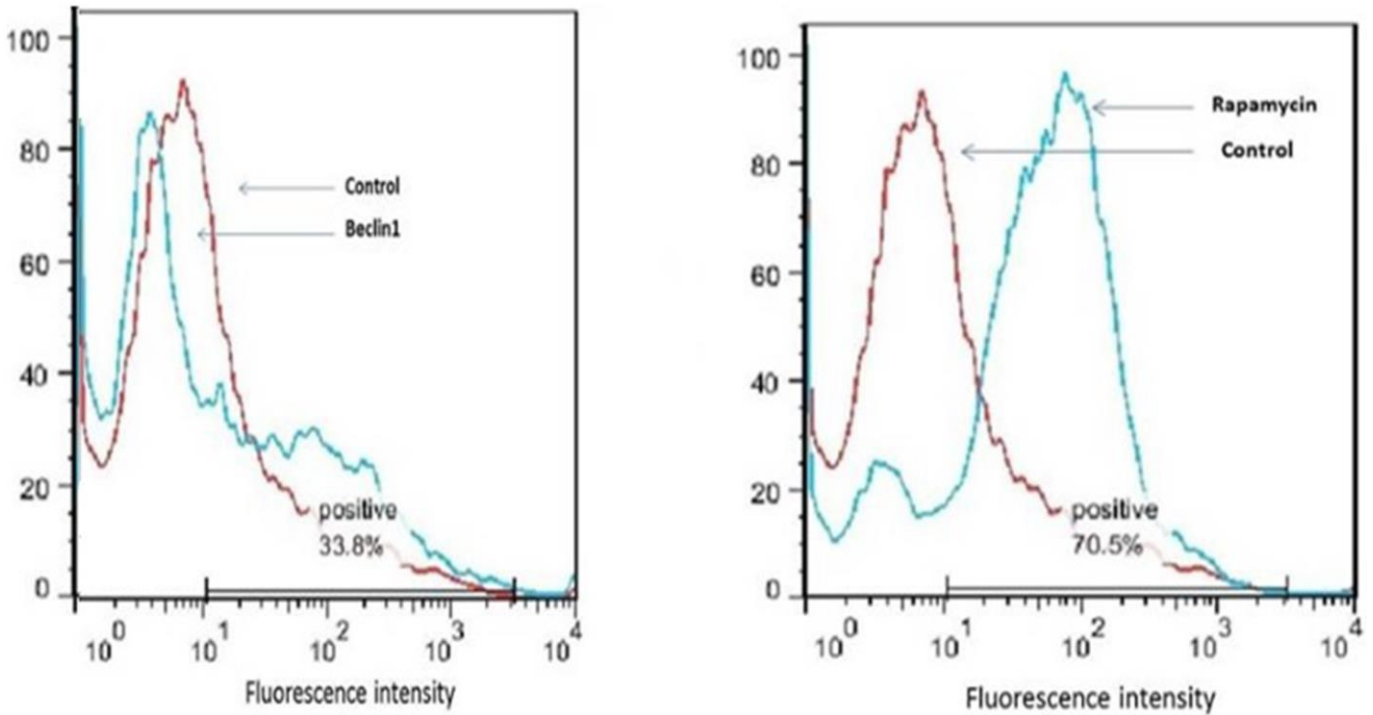 100
80
60
40
20
0
Control
Beclin1
positive
33.8%
10^0 10^1 10^2 10^3 10^4
Fluorescence intensity
100
80
60
40
20
0
Rapamycin
Control
positive
70.5%
10^0 10^1 10^2 10^3 10^4
Fluorescence intensity